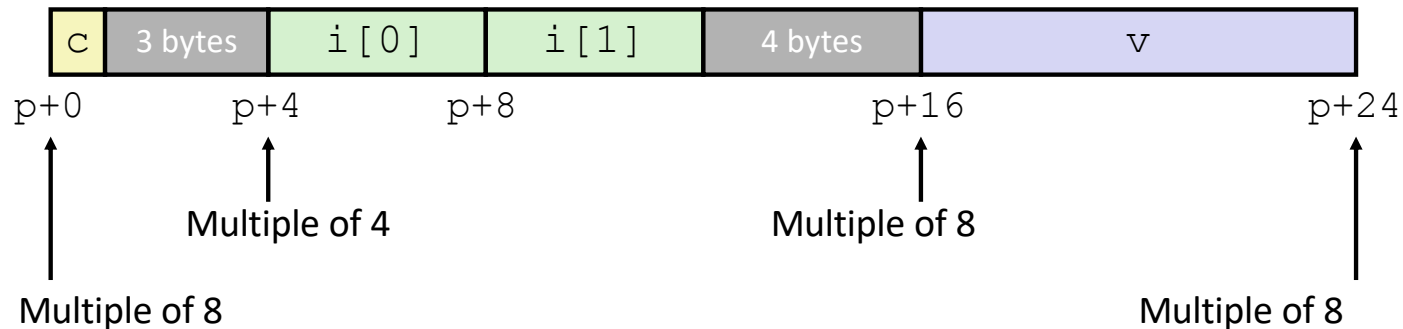 c 3 bytes i[0] i[1] 4 bytes v
p+0 p+4 p+8 p+16 p+24
Multiple of 4 Multiple of 8
Multiple of 8 Multiple of 8